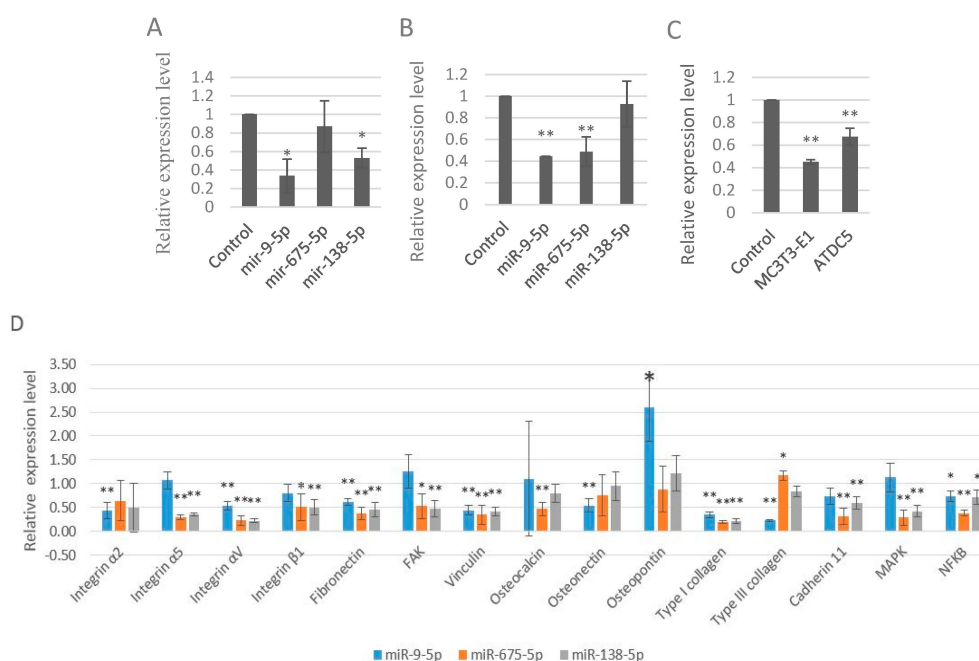 A
Relative expression level
1.4
1.2
1
0.8
0.6
0.4
0.2
0
*
*
Control
mir-9-5p
mir-675-5p
mir-138-5p
B
Relative expression level
1.2
1
0.8
0.6
0.4
0.2
0
**
**
Control
miR-9-5p
miR-675-5p
miR-138-5p
C
Relative expression level
1.2
1
0.8
0.6
0.4
0.2
0
**
**
Control
MC3T3-E1
ATDC5
D
Relative expression level
3.50
3.00
2.50
2.00
1.50
1.00
0.50
0.00
-0.50
**
** **
** ** **
* **
** ** **
* **
** ** **
**
**
*
** ** **
** *
** **
** **
* ** *
Integrin α2
Integrin α5
Integrin αV
Integrin β1
Fibronectin
FAK
Vinculin
Osteocalcin
Osteonectin
Osteopontin
Type I collagen
Type III collagen
Cadherin 11
MAPK
NFKB
miR-9-5p miR-675-5p miR-138-5p